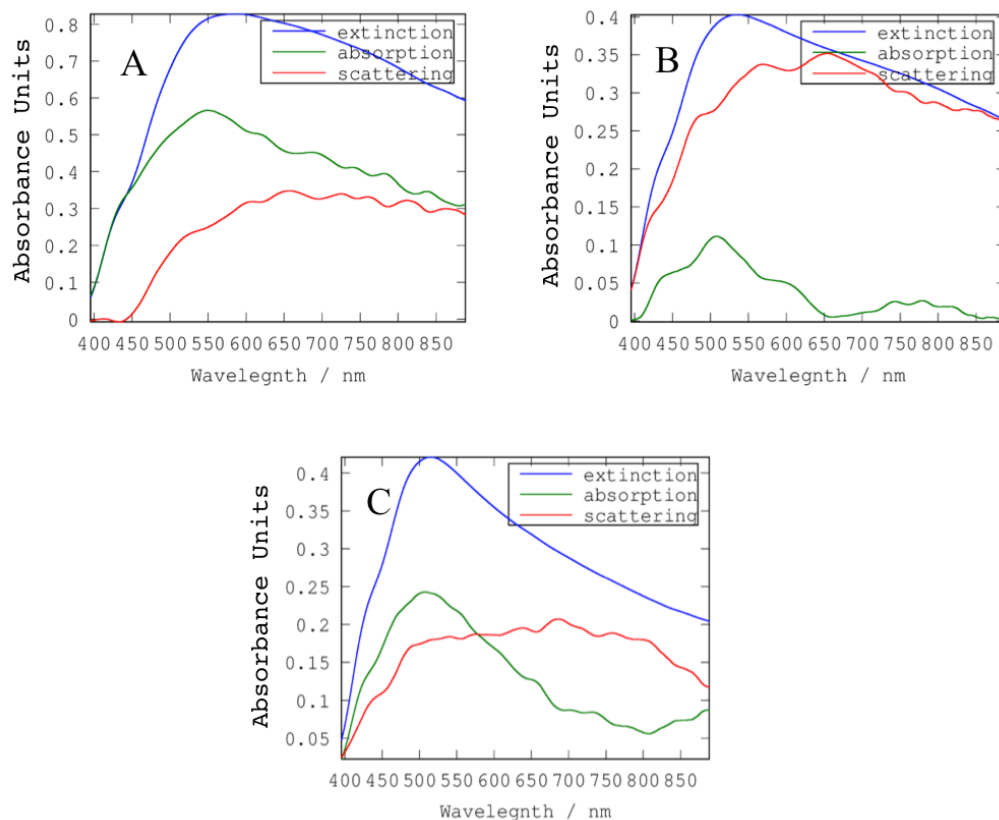 A
extinction
absorption
scattering
Absorbance Units
0.8
0.7
0.6
0.5
0.4
0.3
0.2
0.1
0
400 450 500 550 600 650 700 750 800 850
Wavelegnth / nm
B
extinction
absorption
scattering
Absorbance Units
0.4
0.35
0.3
0.25
0.2
0.15
0.1
0.05
0
400 450 500 550 600 650 700 750 800 850
Wavelegnth / nm
C
extinction
absorption
scattering
Absorbance Units
0.4
0.35
0.3
0.25
0.2
0.15
0.1
0.05
400 450 500 550 600 650 700 750 800 850
Wavelegnth / nm